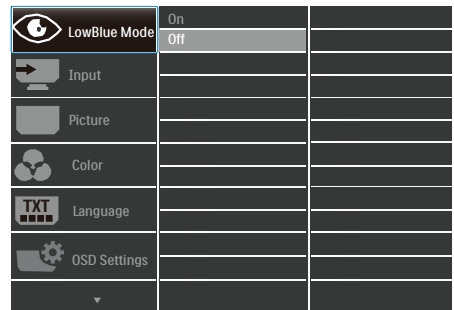 LowBlue Mode
On
Off
Input
Picture
Color
TXT
Language
OSD Settings